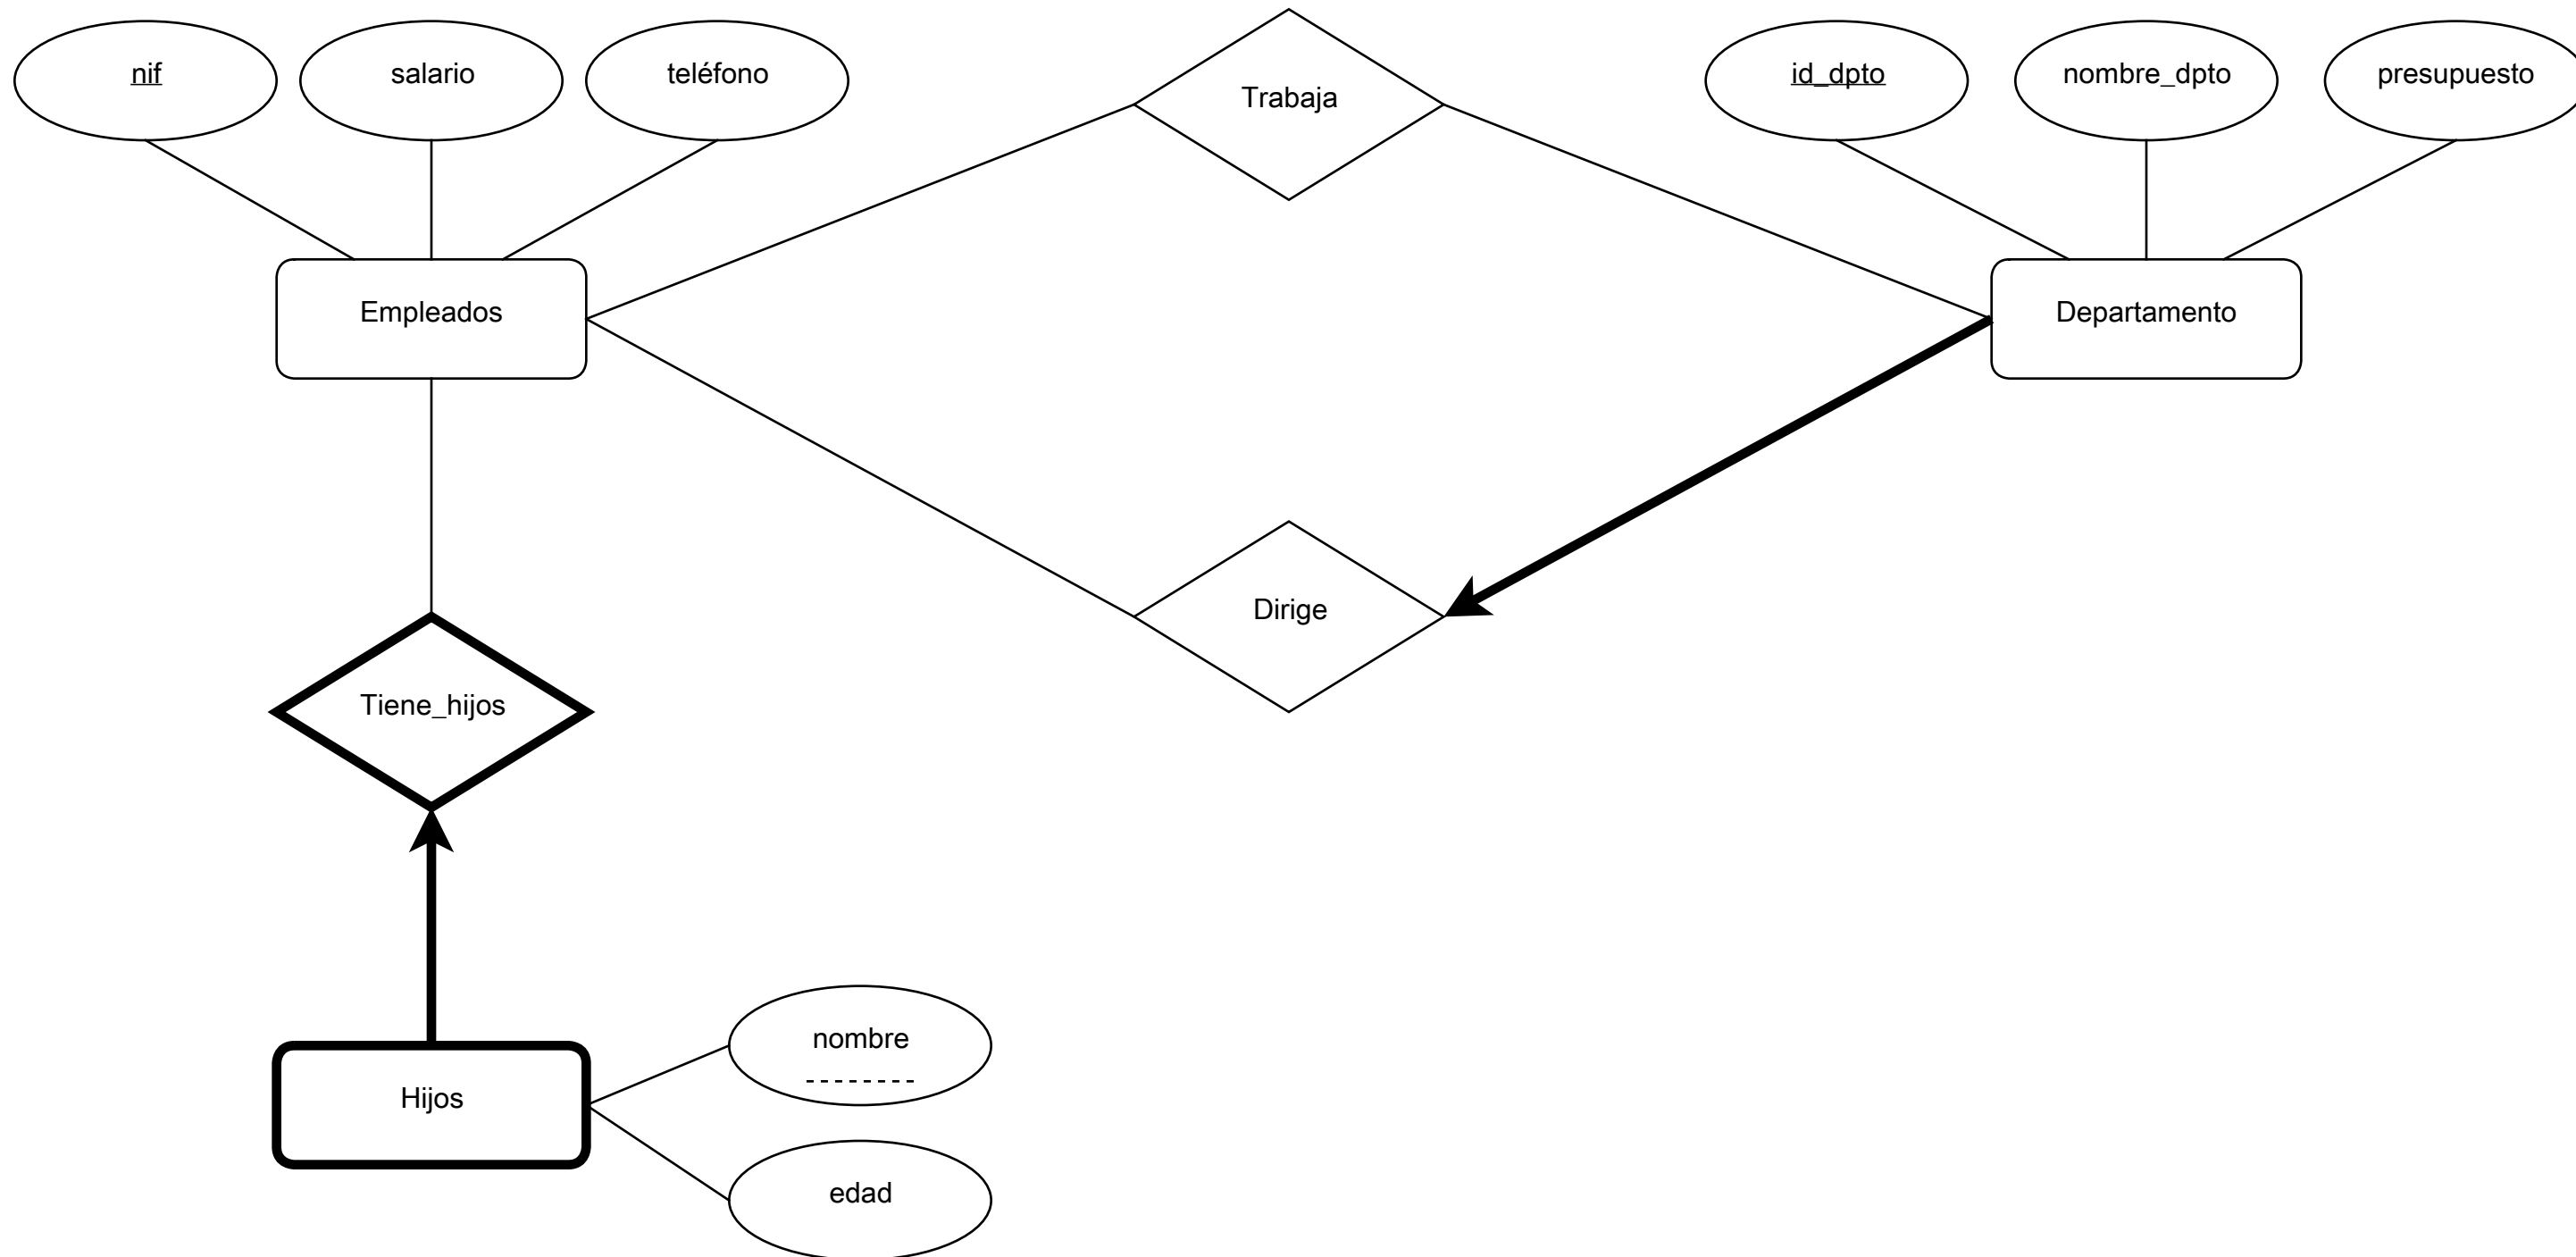 nif
salario
teléfono
Trabaja
id_dpto
nombre_dpto
presupuesto
Empleados
Departamento
Dirige
Tiene_hijos
nombre
Hijos
edad